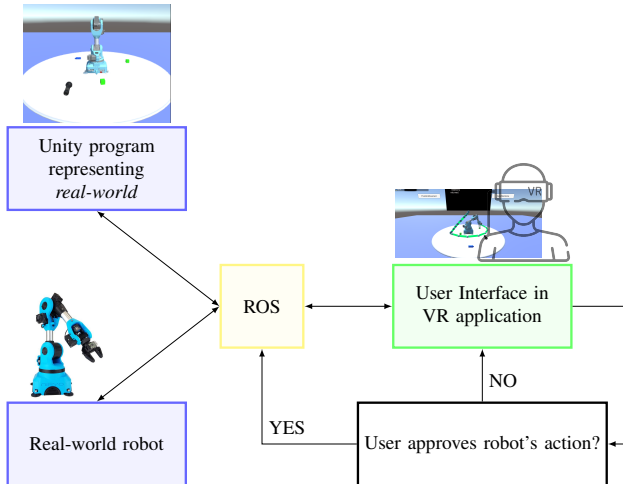 Unity program
representing
real-world
VR
ROS
User Interface in
VR application
NO
YES
Real-world robot
User approves robot's action?